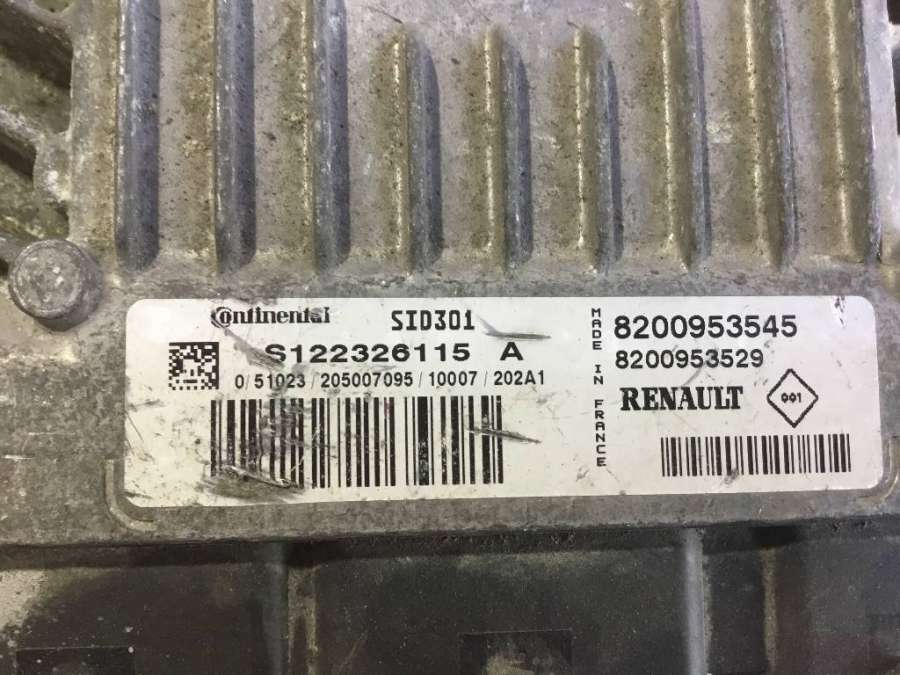 Continental SID301
S122326115 A
0/51023/205007095/10007/202A1
MADE IN FRANCE
8200953545
8200953529
RENAULT 001